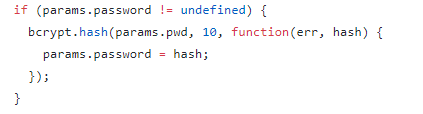 if (params.password != undefined) {
  bcrypt.hash(params.pwd, 10, function(err, hash) {
    params.password = hash;
  });
}